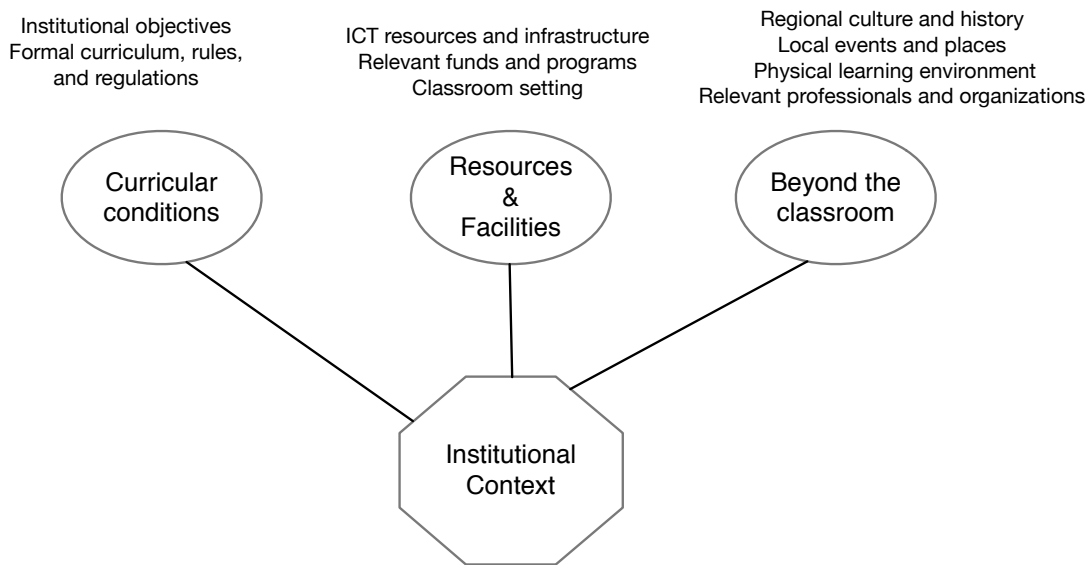 Institutional objectives
Formal curriculum, rules,
and regulations
ICT resources and infrastructure
Relevant funds and programs
Classroom setting
Regional culture and history
Local events and places
Physical learning environment
Relevant professionals and organizations
Curricular
conditions
Resources
&
Facilities
Beyond the
classroom
Institutional
Context